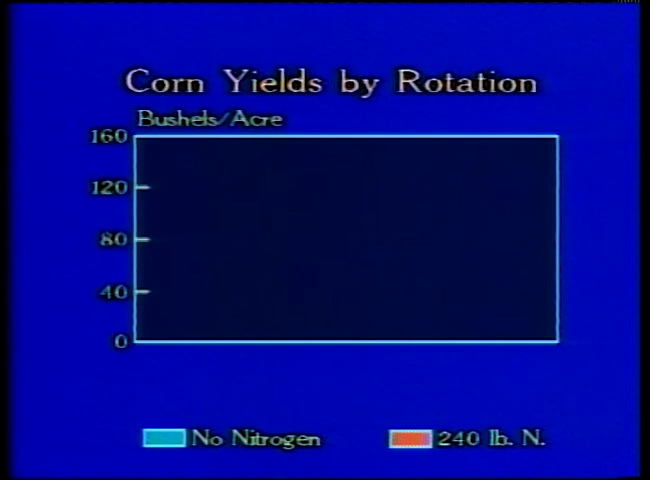 Corn Yields by Rotation
Bushels/Acre
160
120
80
40
0
No Nitrogen
240 lb. N.